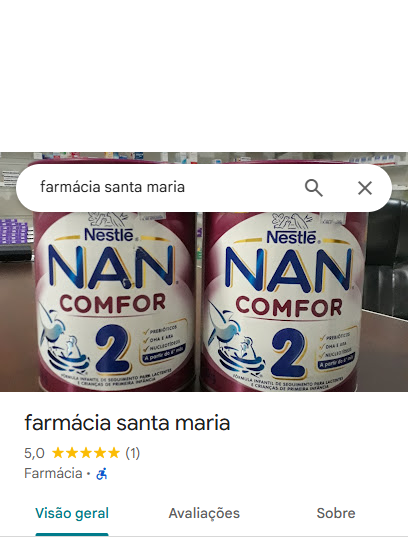 farmácia santa maria
Nestlé
NAN
COMFOR
2
PREBIÓTICOS
DHA E ARA
NUCLEOTÍDEOS
A partir do 6º mês
FÓRMULA INFANTIL DE SEGUIMENTO PARA LACTENTES
E CRIANÇAS DE PRIMEIRA INFÂNCIA
Nestlé
NAN
COMFOR
2
PREBIÓTICOS
DHA E ARA
NUCLEOTÍDEOS
A partir do 6º mês
FÓRMULA INFANTIL DE SEGUIMENTO PARA LACTENTES
E CRIANÇAS DE PRIMEIRA INFÂNCIA
farmácia santa maria
5,0 (1)
Farmácia ·
Visão geral Avaliações Sobre